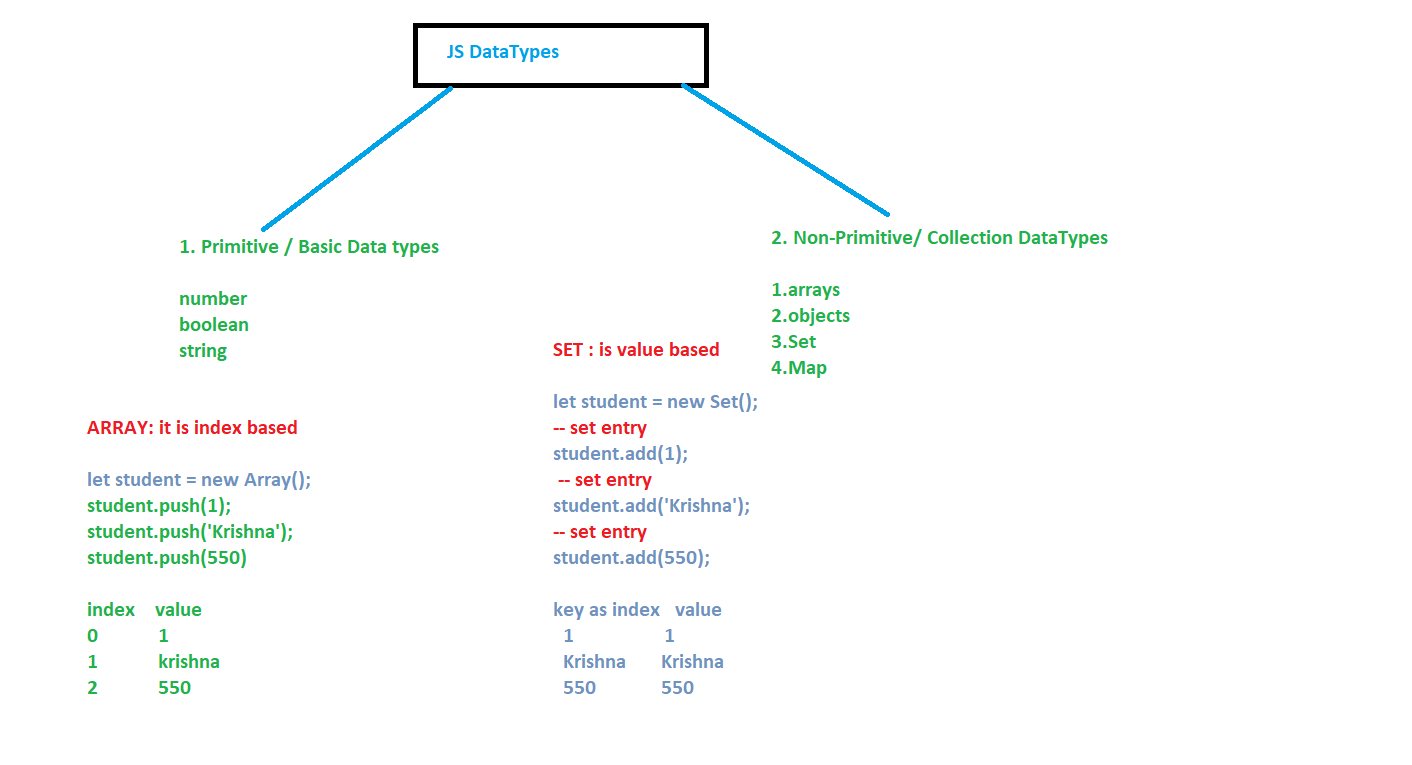 JS DataTypes
1. Primitive / Basic Data types
number
boolean
string
2. Non-Primitive/ Collection DataTypes
1.arrays
2.objects
3.Set
4.Map
ARRAY: it is index based
let student = new Array();
student.push(1);
student.push('Krishna');
student.push(550)
index value
0 1
1 krishna
2 550
SET : is value based
let student = new Set();
-- set entry
student.add(1);
-- set entry
student.add('Krishna');
-- set entry
student.add(550);
key as index value
1 1
Krishna Krishna
550 550